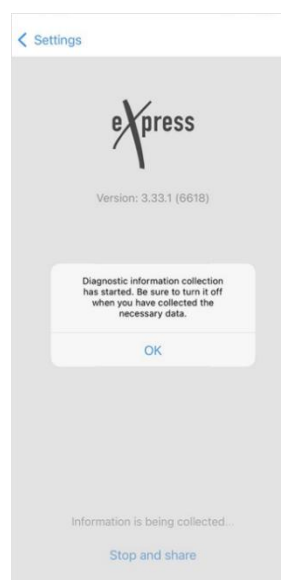 Settings
eXpress
Version: 3.33.1 (6618)
Diagnostic information collection
has started. Be sure to turn it off
when you have collected the
necessary data.
OK
Information is being collected...
Stop and share